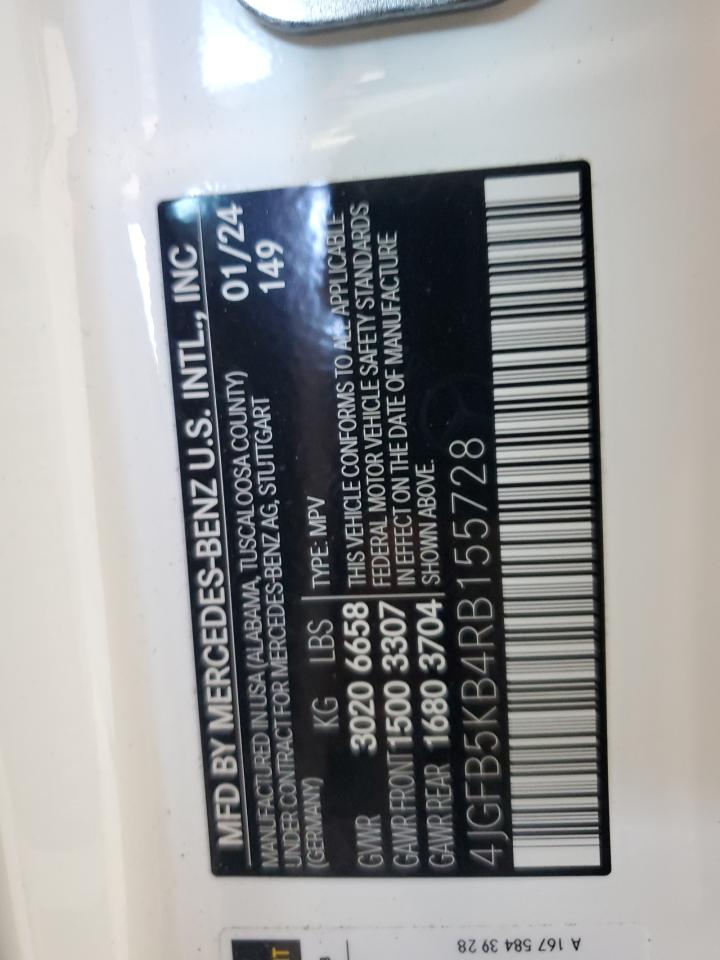 MFD BY MERCEDES-BENZ U.S. INTL., INC
MANUFACTURED IN USA (ALABAMA, TUSCALOOSA COUNTY) 01/24
UNDER CONTRACT FOR MERCEDES-BENZ AG, STUTTGART 149
(GERMANY)
KG LBS TYPE: MPV
GVWR 3020 6658 THIS VEHICLE CONFORMS TO ALL APPLICABLE
FEDERAL MOTOR VEHICLE SAFETY STANDARDS
GAWR FRONT 1500 3307 IN EFFECT ON THE DATE OF MANUFACTURE
GAWR REAR 1680 3704 SHOWN ABOVE.
4JGFB5KB4RB155728
A 167 584 39 28